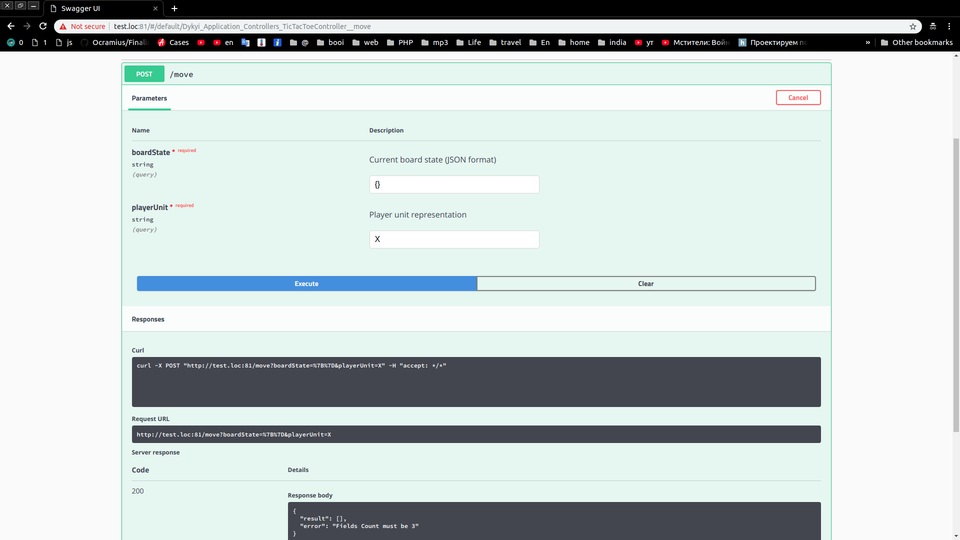 Swagger UI
Not secure
test.loc:81/#/default/Dykyi_Application_Controllers_TicTacToeController__move
0 1 js Ocramius/Final Cases en @ booi web PHP mp3 Life travel En home india ут Мстители: Войн Проектируем по » Other bookmarks
POST /move
Parameters
Cancel
Name Description
boardState * required
string
(query)
Current board state (JSON format)
{}
playerUnit * required
string
(query)
Player unit representation
X
Execute Clear
Responses
Curl
curl -X POST "http://test.loc:81/move?boardState=%7B%7D&playerUnit=X" -H "accept: */*"
Request URL
http://test.loc:81/move?boardState=%7B%7D&playerUnit=X
Server response
Code Details
200
Response body
{
"result": [],
"error": "Fields Count must be 3"
}